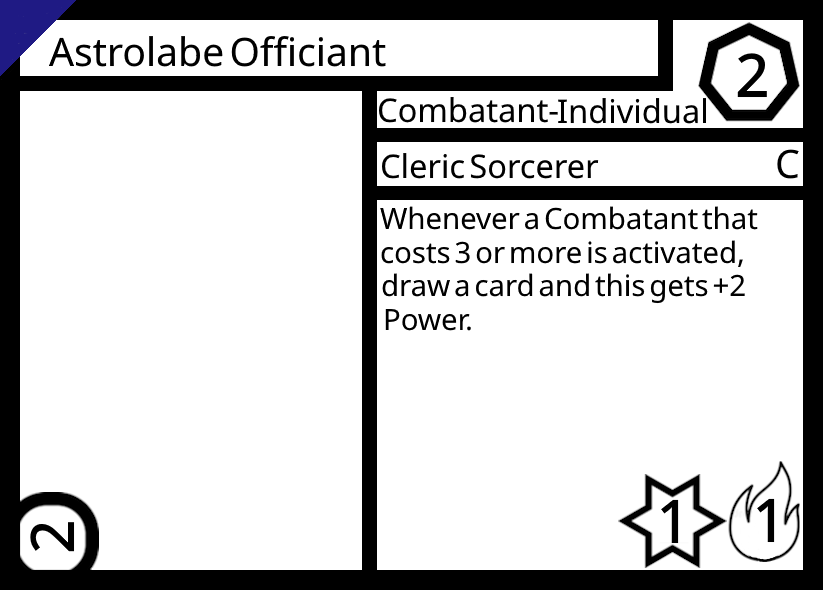 Astrolabe Officiant
2
Combatant-Individual
Cleric Sorcerer C
Whenever a Combatant that
costs 3 or more is activated,
draw a card and this gets +2
Power.
2
1 1